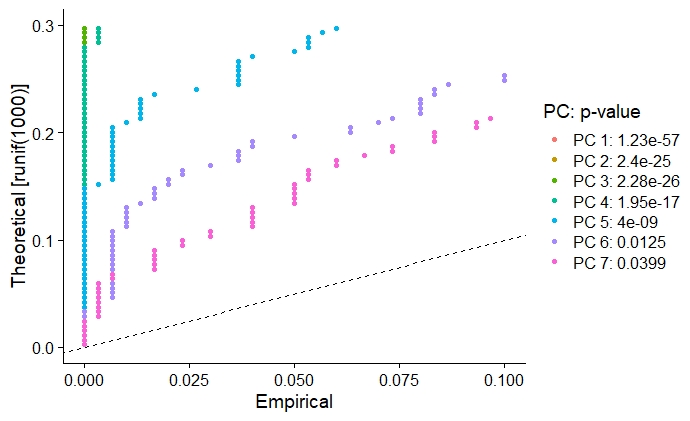 0.3
0.2
0.1
0.0
Theoretical [runif(1000)]
0.000 0.025 0.050 0.075 0.100
Empirical
PC: p-value
PC 1: 1.23e-57
PC 2: 2.4e-25
PC 3: 2.28e-26
PC 4: 1.95e-17
PC 5: 4e-09
PC 6: 0.0125
PC 7: 0.0399